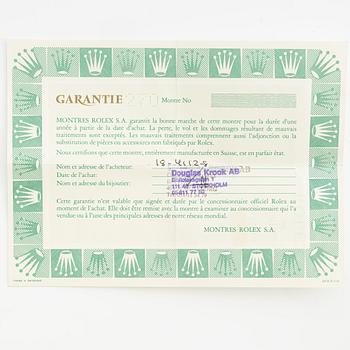 GARANTIE 270 Montre No
MONTRES ROLEX S.A. garantit la bonne marche de cette montre pour la durée d'une
année à partir de la date d'achat. La perte, le vol et les dommages résultant de mauvais
traitements sont exceptés. Les mauvais traitements comprennent aussi l'adjonction ou la
substitution de pièces ou accessoires non fabriqués par Rolex.
Nous certifions que cette montre, entièrement manufacturée en Suisse, est en parfait état.
Nom et adresse de l'acheteur:
Date de l'achat:
Nom et adresse du bijoutier:
Douglas Krook AB
111 45 STOCKHOLM
Cette garantie n'est valable que signée et datée par le concessionnaire officiel Rolex au
moment de l'achat. Elle doit être remise avec la montre à un concessionnaire qui l'a
vendue ou à l'une des principales adresses de notre réseau mondial.
MONTRES ROLEX S.A.